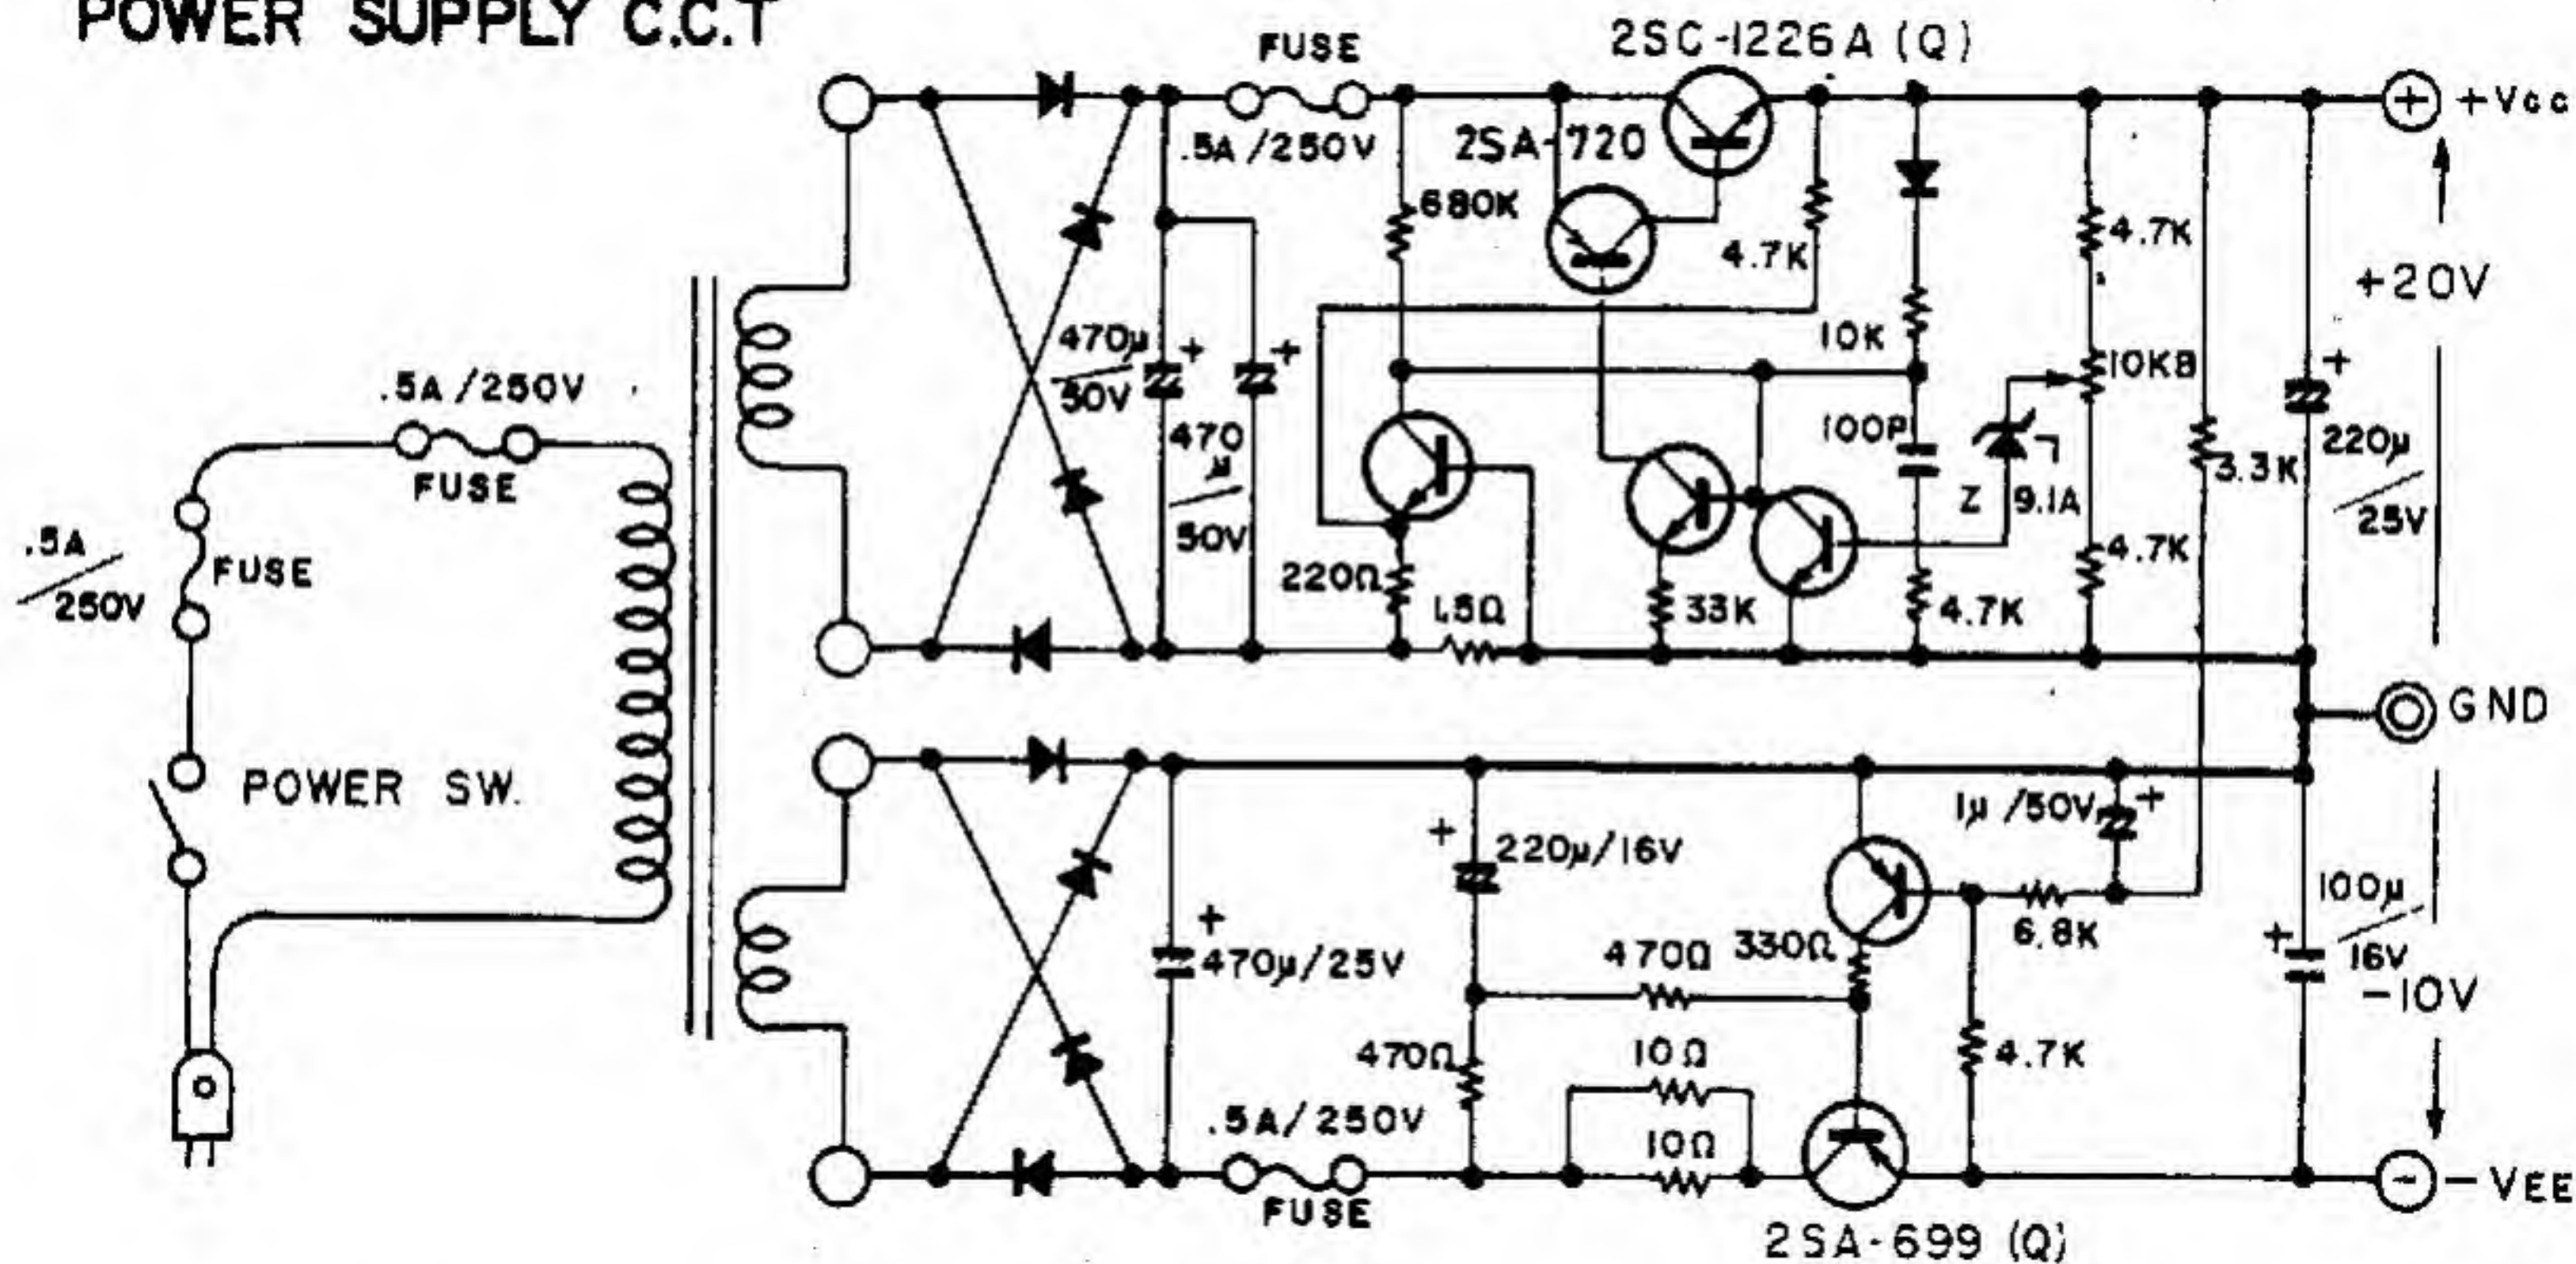 POWER SUPPLY C.C.T
FUSE
.5A/250V
2SC-1226A (Q)
2SA-720
680K
4.7K
10K
4.7K
10KB
4.7K
3.3K
+
220μ/25V
+Vcc
+20V
470μ/50V
+
470μ/50V
+
100P
Z 9.1A
220Ω
1.5Ω
33K
4.7K
GND
.5A/250V
FUSE
.5A/250V
FUSE
POWER SW.
+
470μ/25V
+
220μ/16V
1μ/50V
+
330Ω
6.8K
470Ω
470Ω
10Ω
10Ω
4.7K
+
100μ/16V
-10V
.5A/250V
FUSE
2SA-699 (Q)
-VEE